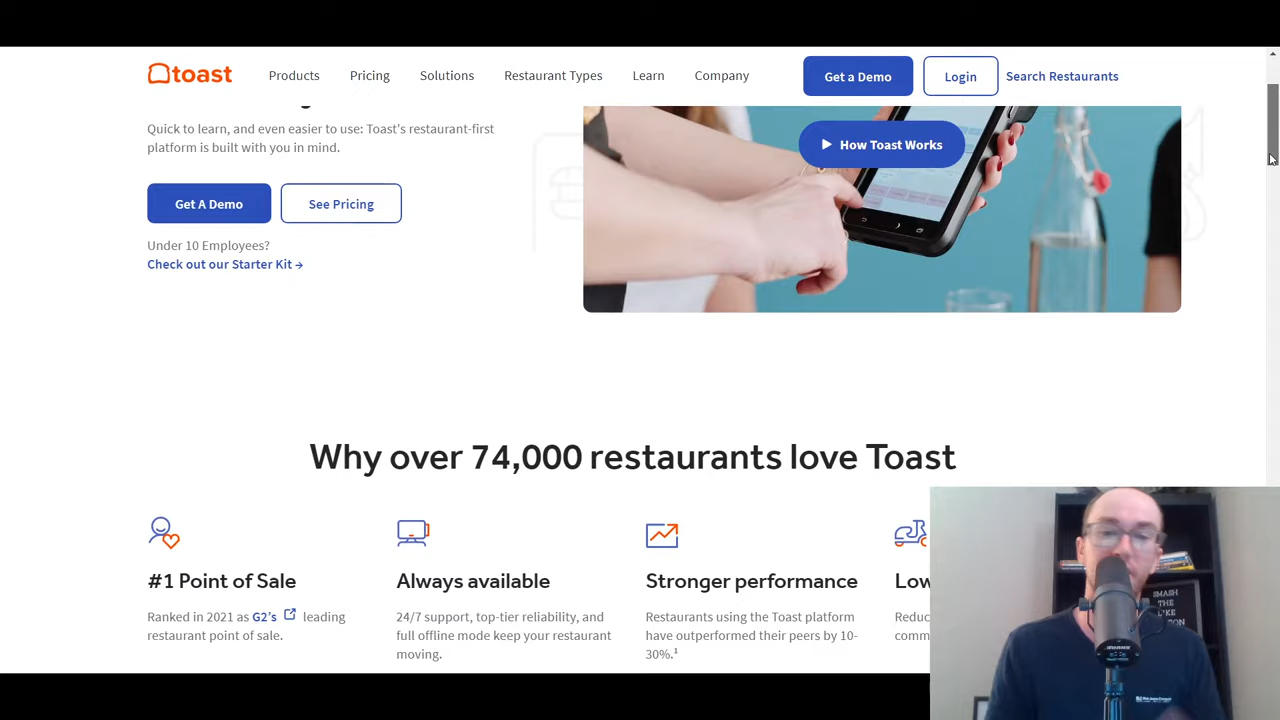 toast
Products
Pricing
Solutions
Restaurant Types
Learn
Company
Get a Demo
Login
Search Restaurants
Quick to learn, and even easier to use: Toast's restaurant-first
platform is built with you in mind.
Get A Demo
See Pricing
Under 10 Employees?
Check out our Starter Kit →
How Toast Works
Why over 74,000 restaurants love Toast
#1 Point of Sale
Ranked in 2021 as G2's leading
restaurant point of sale.
Always available
24/7 support, top-tier reliability, and
full offline mode keep your restaurant
moving.
Stronger performance
Restaurants using the Toast platform
have outperformed their peers by 10-
30%.¹
SMASH
THE